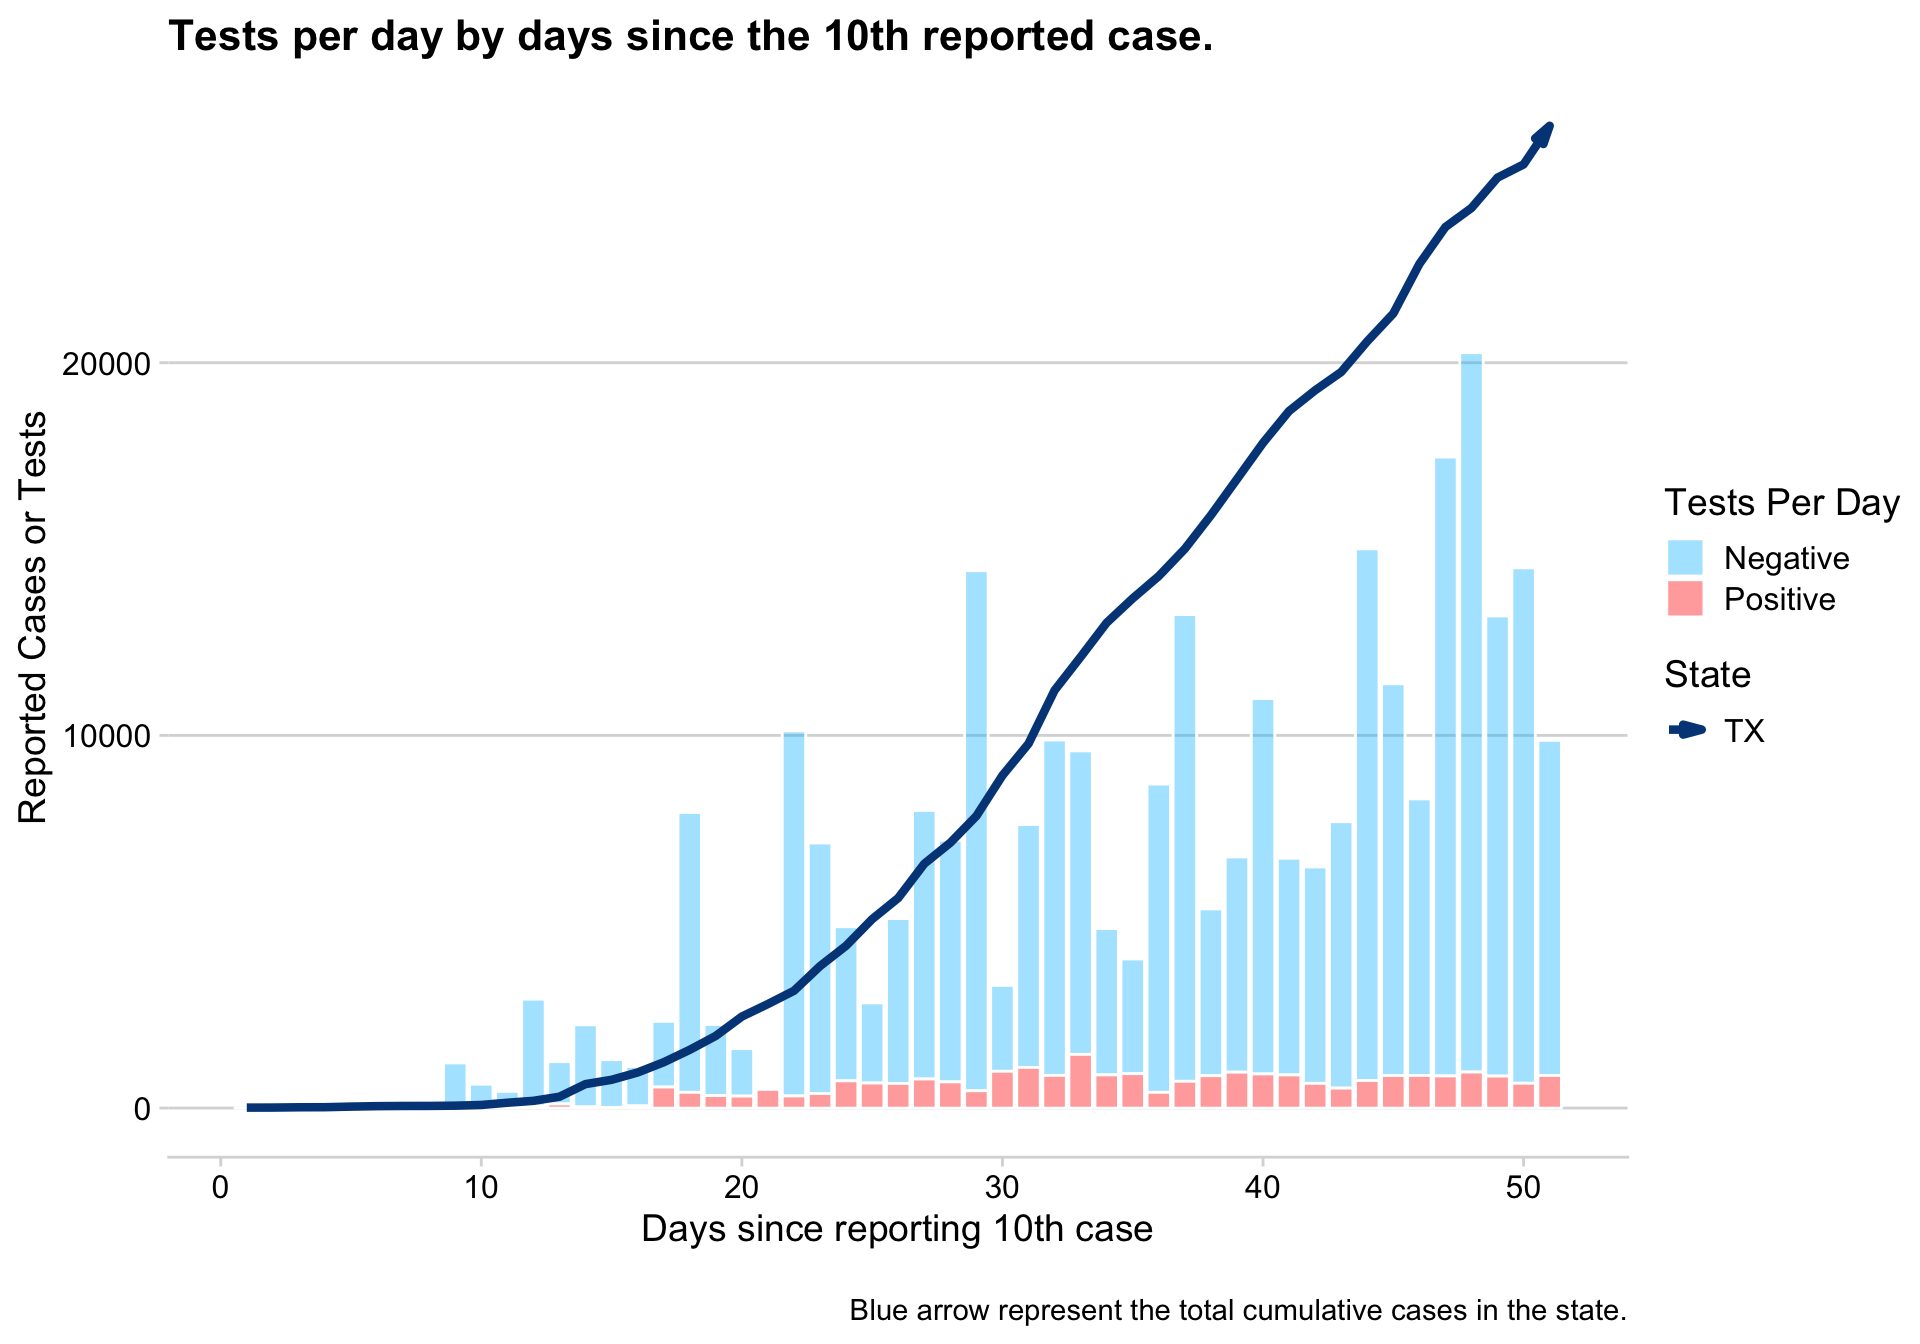 Tests per day by days since the 10th reported case.
Reported Cases or Tests
20000
10000
0
0 10 20 30 40 50
Days since reporting 10th case
Tests Per Day
Negative
Positive
State
TX
Blue arrow represent the total cumulative cases in the state.